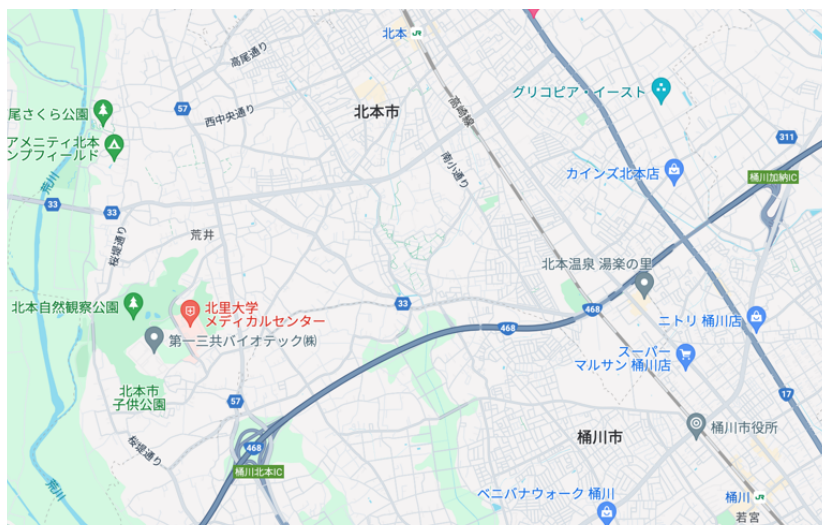 北本
JR
高尾通り
高崎線
グリコピア・イースト
57
西中央通り
北本市
尾さくら公園
アメニティ北本
ンプフィールド
311
南小通り
カインズ北本店
桶川加納IC
荒川
33
33
桜堤通り
荒井
北本温泉 湯楽の里
北本自然観察公園
北里大学
メディカルセンター
33
468
468
ニトリ 桶川店
第一三共バイオテック㈱
スーパー
マルサン 桶川店
北本市
子供公園
57
17
桜堤通り
468
桶川北本IC
桶川市
桶川市役所
荒川
ベニバナウォーク 桶川
桶川
JR
若宮